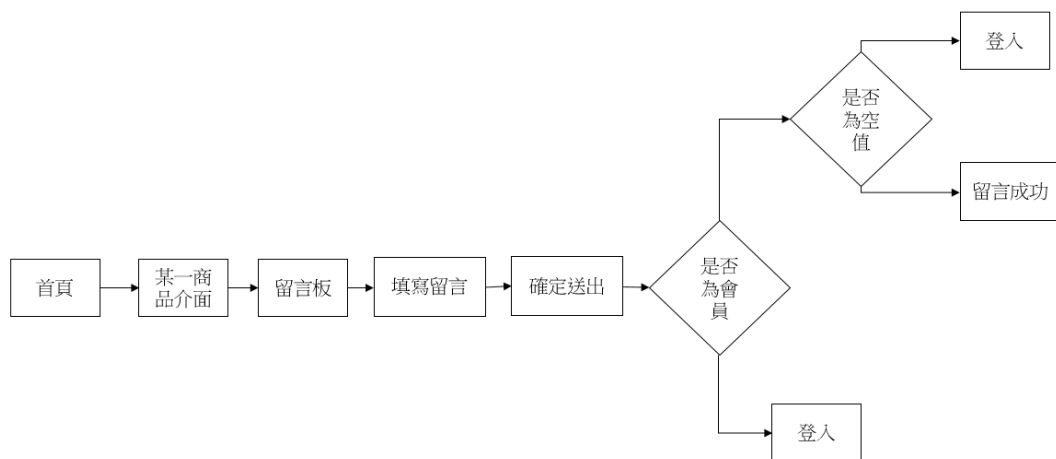 登入
是否
為空
值
留言成功
首頁
某一商
品介面
留言板
填寫留言
確定送出
是否
為會
員
登入